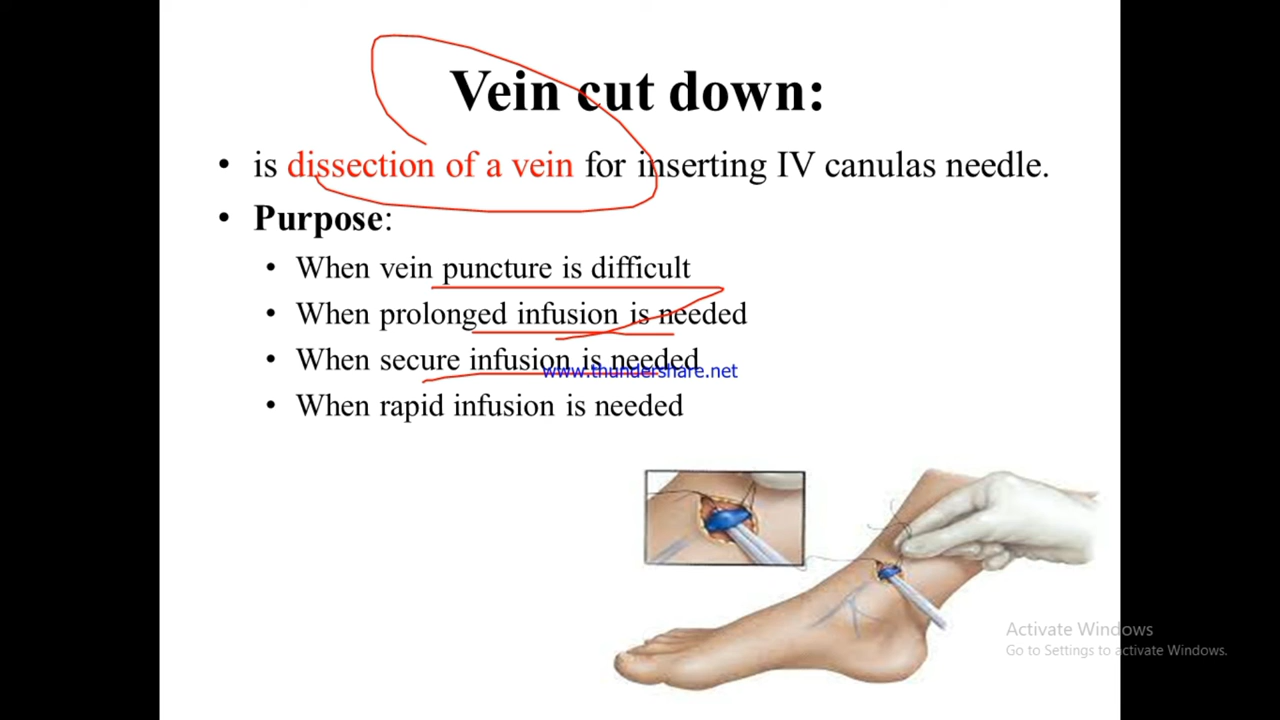 Vein cut down:
• is dissection of a vein for inserting IV canulas needle.
• Purpose:
• When vein puncture is difficult
• When prolonged infusion is needed
• When secure infusion is needed
www.thundershare.net
• When rapid infusion is needed
Activate Windows
Go to Settings to activate Windows.